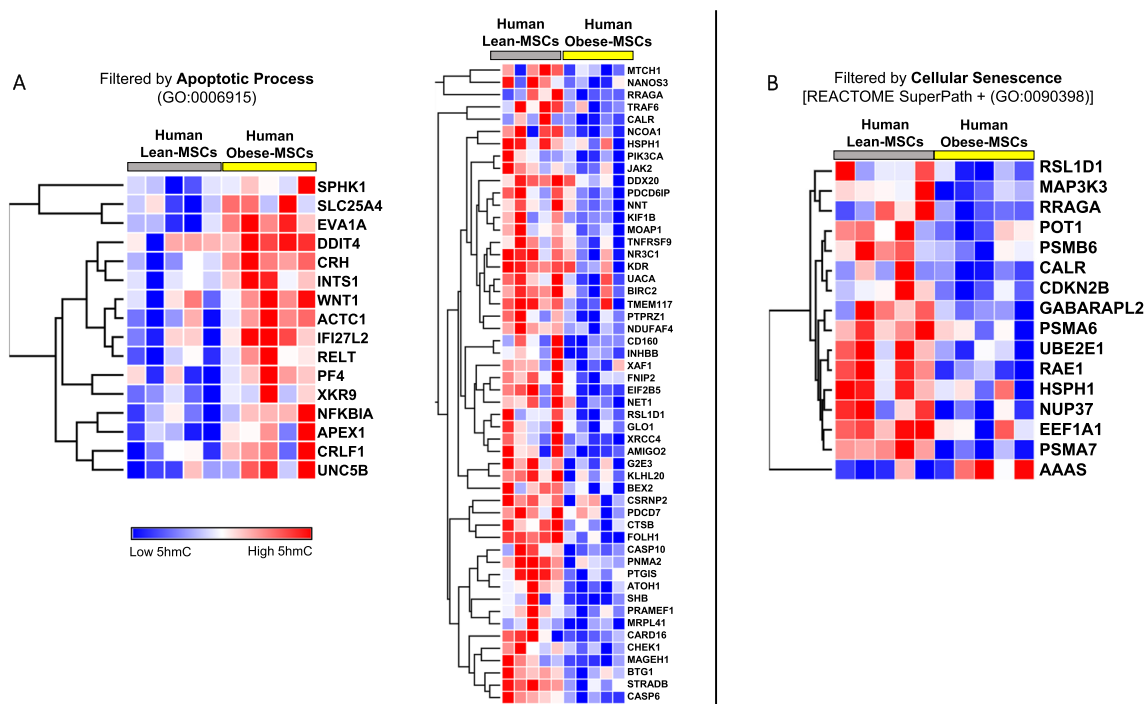 A
Filtered by Apoptotic Process
(GO:0006915)
Human
Lean-MSCs
Human
Obese-MSCs
SPHK1
SLC25A4
EVA1A
DDIT4
CRH
INTS1
WNT1
ACTC1
IFI27L2
RELT
PF4
XKR9
NFKBIA
APEX1
CRLF1
UNC5B
Low 5hmC
High 5hmC
Human
Lean-MSCs
Human
Obese-MSCs
MTCH1
NANOS3
RRAGA
TRAF6
CALR
NCOA1
HSPH1
PIK3CA
JAK2
DDX20
PDCD6IP
NNT
KIF1B
MOAP1
TNFRSF9
NR3C1
KDR
UACA
BIRC2
TMEM117
PTPRZ1
NDUFAF4
CD160
INHBB
XAF1
FNIP2
EIF2B5
NET1
RSL1D1
GLO1
XRCC4
AMIGO2
G2E3
KLHL20
BEX2
CSRNP2
PDCD7
CTSB
FOLH1
CASP10
PNMA2
PTGIS
ATOH1
SHB
PRAMEF1
MRPL41
CARD16
CHEK1
MAGEH1
BTG1
STRADB
CASP6
B
Filtered by Cellular Senescence
[REACTOME SuperPath + (GO:0090398)]
Human
Lean-MSCs
Human
Obese-MSCs
RSL1D1
MAP3K3
RRAGA
POT1
PSMB6
CALR
CDKN2B
GABARAPL2
PSMA6
UBE2E1
RAE1
HSPH1
NUP37
EEF1A1
PSMA7
AAAS